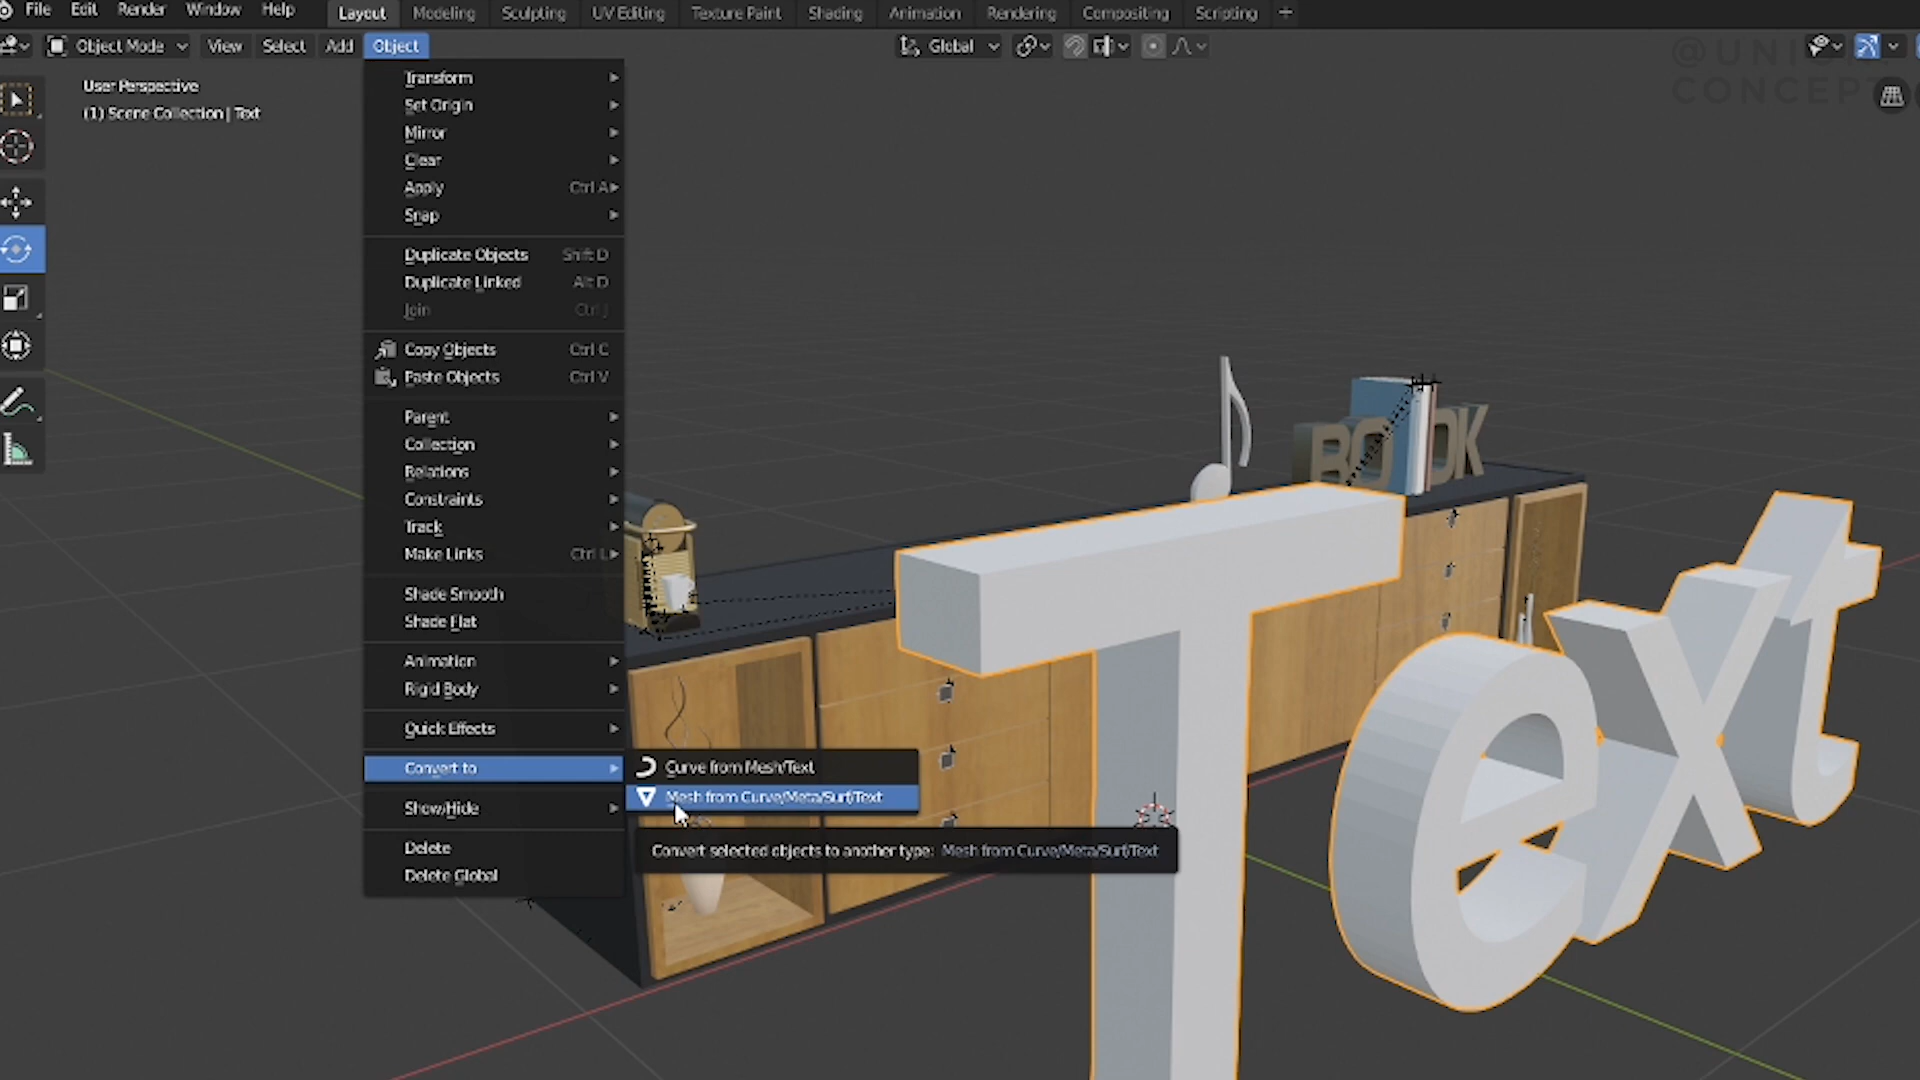 File Edit Render Window Help Layout Modeling Sculpting UV Editing Texture Paint Shading Animation Rendering Compositing Scripting +
Object Mode View Select Add Object Global
@UNI
CONCEPT
User Perspective
(1) Scene Collection | Text
Transform
Set Origin
Mirror
Clear
Apply Ctrl A
Snap
Duplicate Objects Shift D
Duplicate Linked Alt D
Join Ctrl J
Copy Objects Ctrl C
Paste Objects Ctrl V
Parent
Collection
Relations
Constraints
Track
Make Links Ctrl L
Shade Smooth
Shade Flat
Animation
Rigid Body
Quick Effects
Convert to
Show/Hide
Delete
Delete Global
Curve from Mesh/Text
Mesh from Curve/Meta/Surf/Text
Convert selected objects to another type: Mesh from Curve/Meta/Surf/Text
BO OK
Text